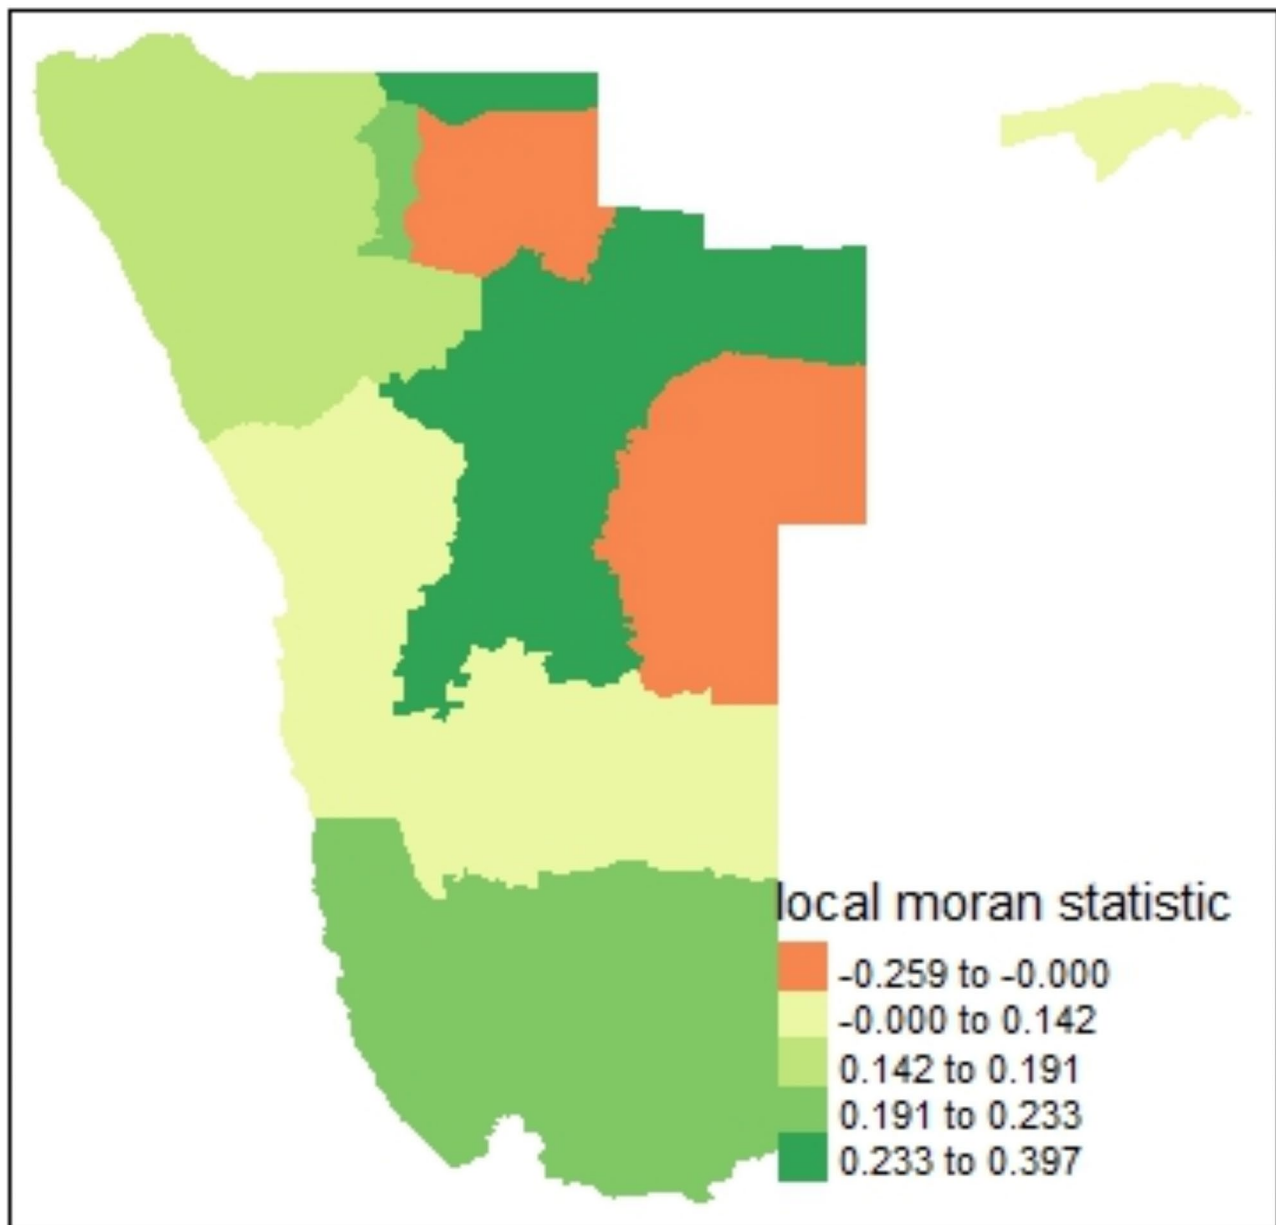 local moran statistic
-0.259 to -0.000
-0.000 to 0.142
0.142 to 0.191
0.191 to 0.233
0.233 to 0.397